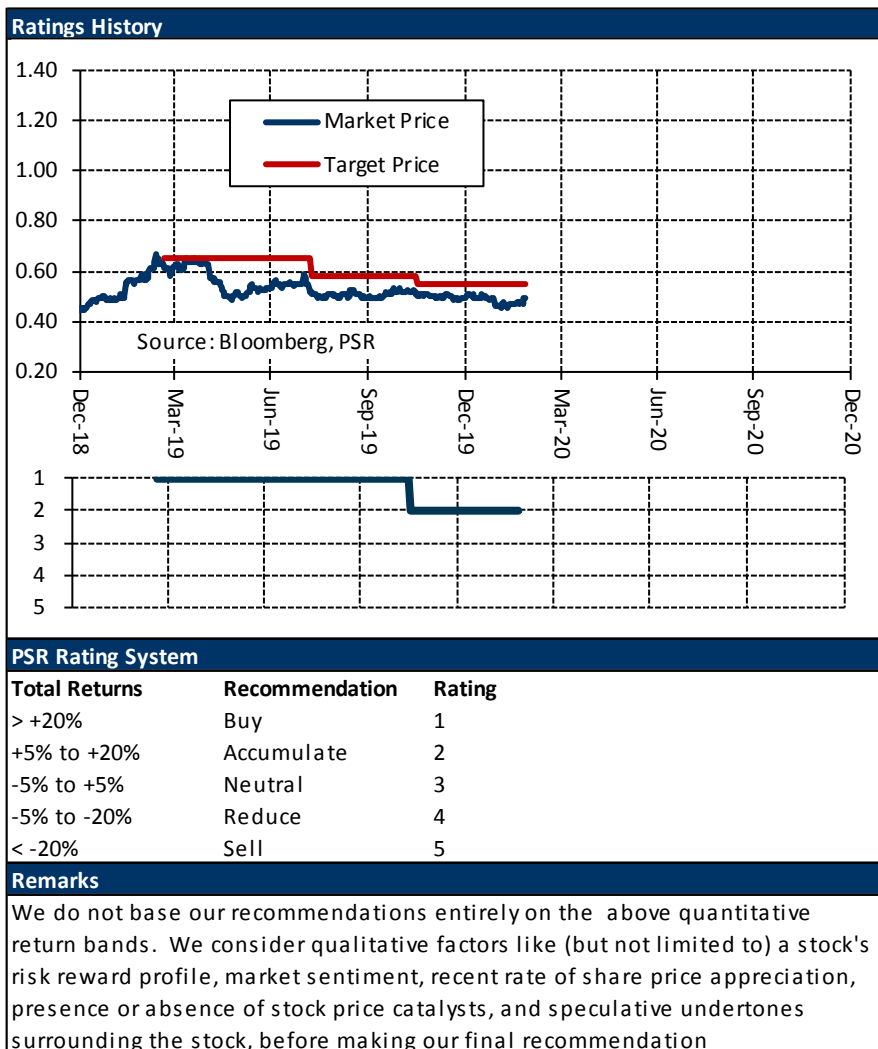 Ratings History
1.40
1.20
1.00
0.80
0.60
0.40
0.20
Market Price
Target Price
Source: Bloomberg, PSR
Dec-18
Mar-19
Jun-19
Sep-19
Dec-19
Mar-20
Jun-20
Sep-20
Dec-20
1
2
3
4
5
PSR Rating System
Total Returns Recommendation Rating
> +20% Buy 1
+5% to +20% Accumulate 2
-5% to +5% Neutral 3
-5% to -20% Reduce 4
< -20% Sell 5
Remarks
We do not base our recommendations entirely on the above quantitative
return bands. We consider qualitative factors like (but not limited to) a stock's
risk reward profile, market sentiment, recent rate of share price appreciation,
presence or absence of stock price catalysts, and speculative undertones
surrounding the stock, before making our final recommendation